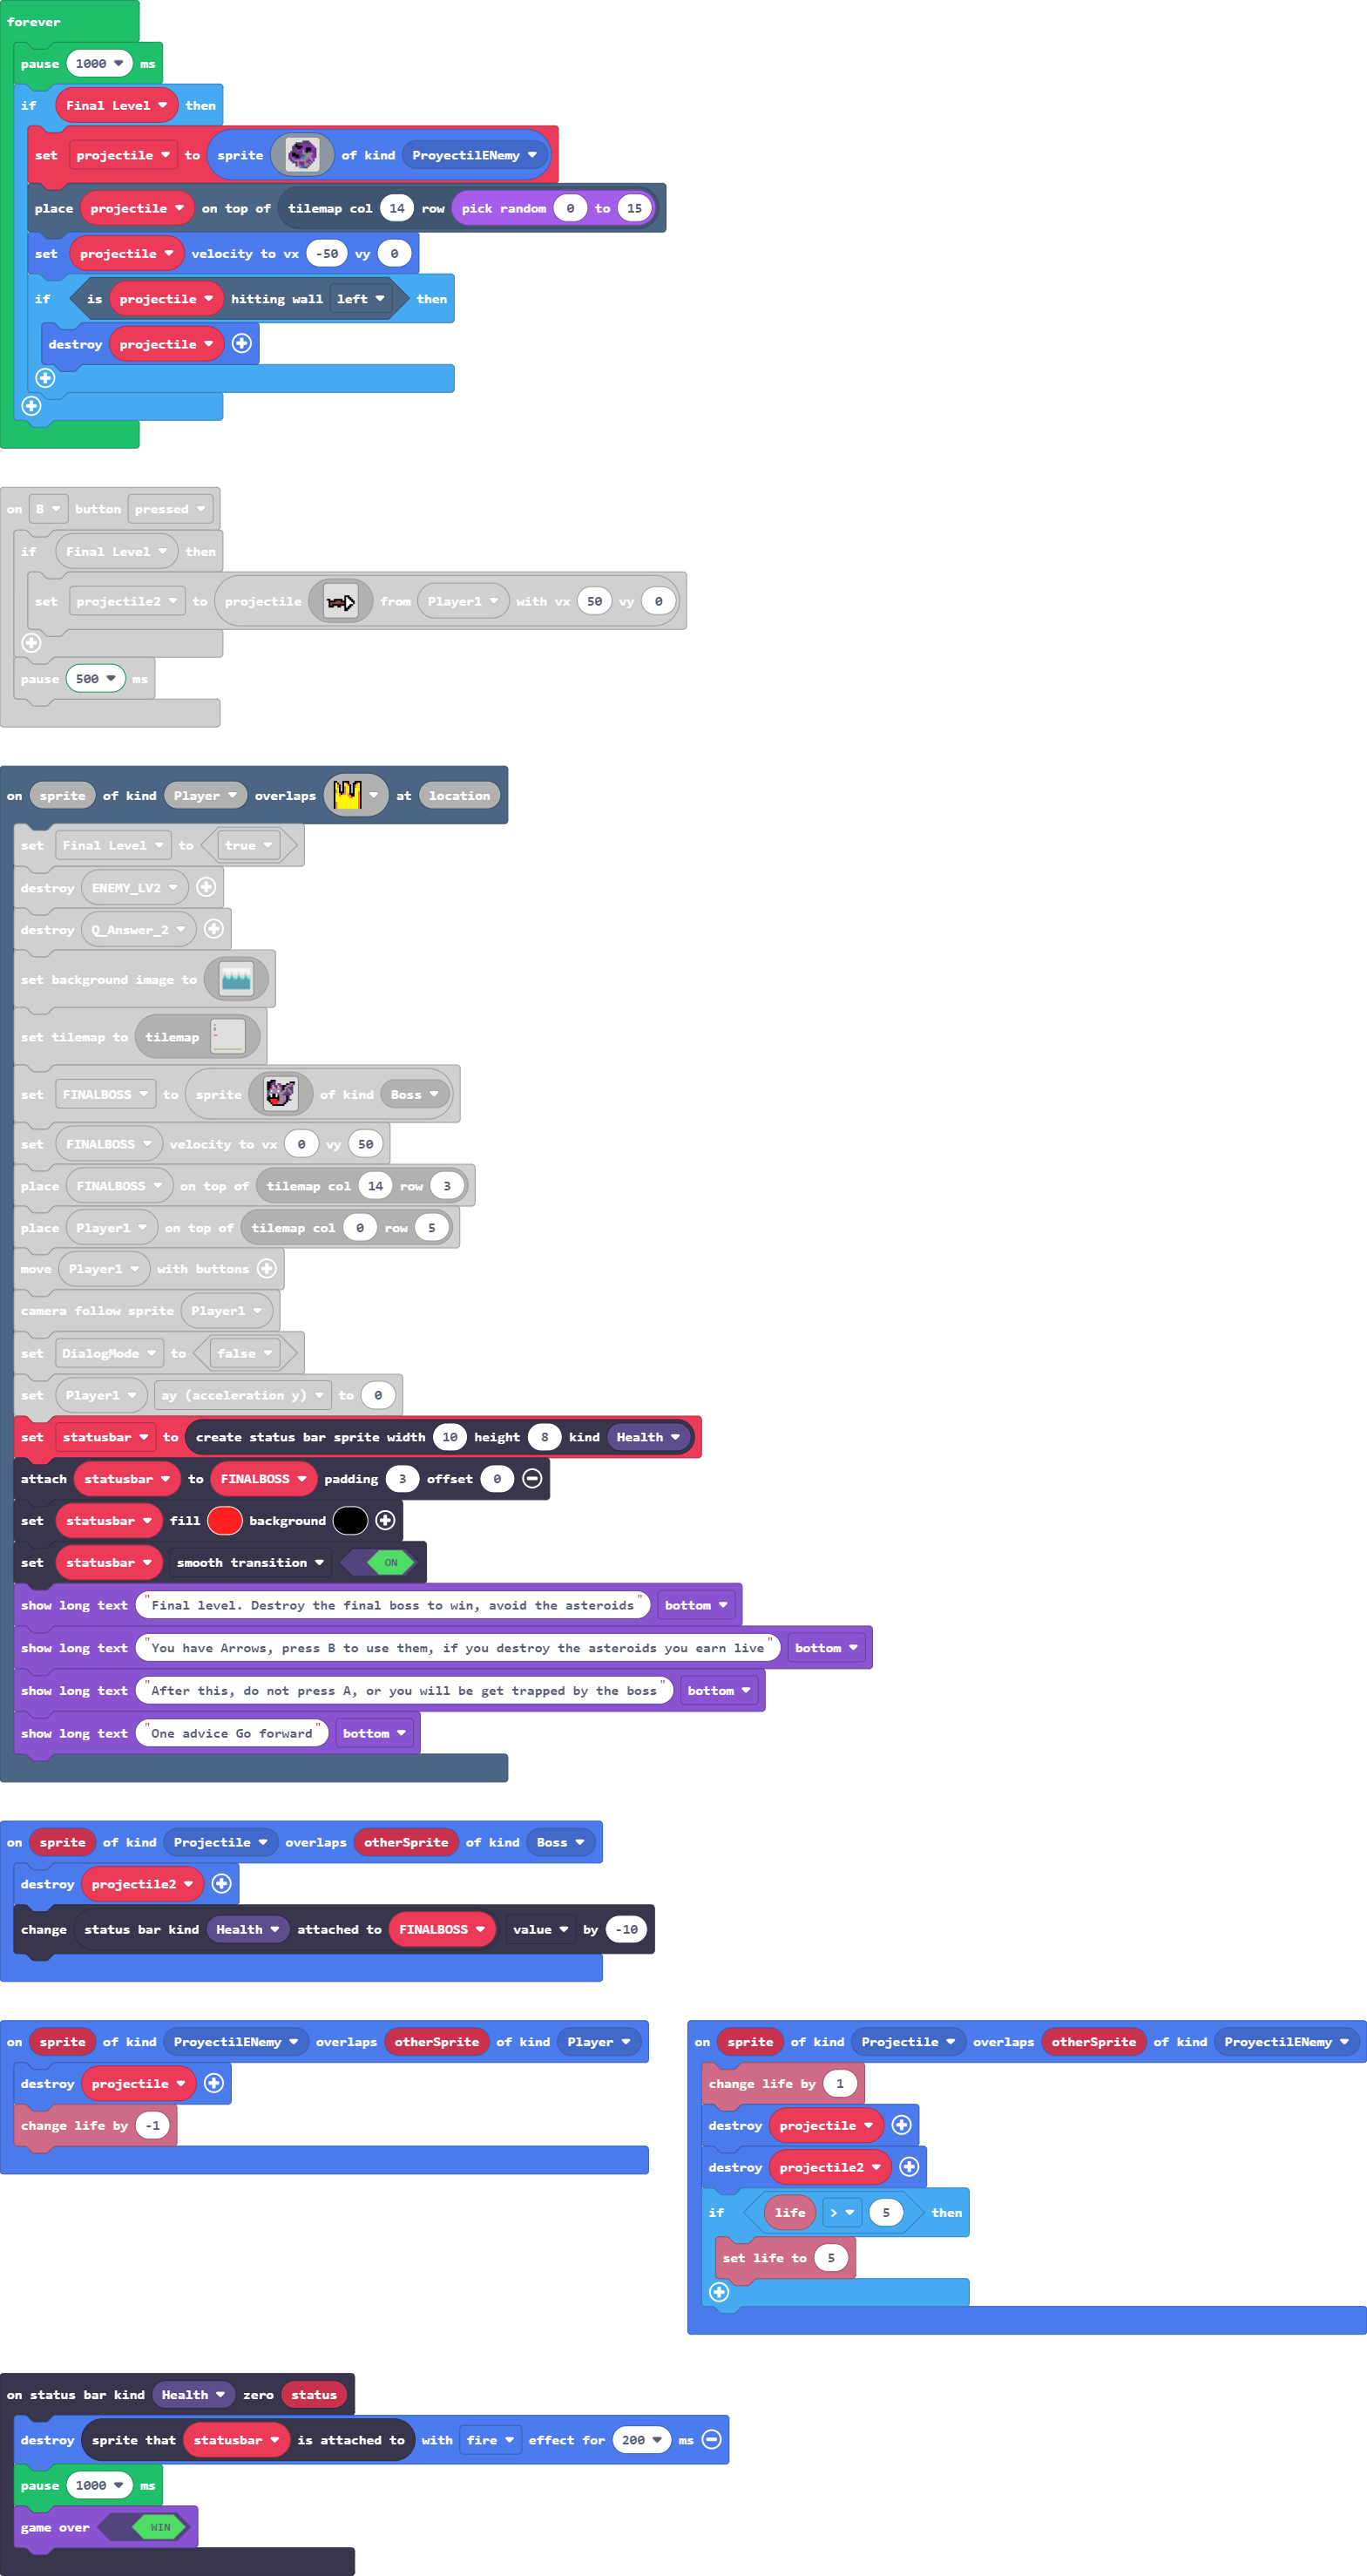 forever
pause 1000 ms
if Final Level then
set projectile to sprite of kind ProyectilENemy
place projectile on top of tilemap col 14 row pick random 0 to 15
set projectile velocity to vx -50 vy 0
if is projectile hitting wall left then
destroy projectile
on B button pressed
if Final Level then
set projectile2 to projectile from Player1 with vx 50 vy 0
pause 500 ms
on sprite of kind Player overlaps at location
set Final Level to true
destroy ENEMY_LV2
destroy Q_Answer_2
set background image to
set tilemap to tilemap
set FINALBOSS to sprite of kind Boss
set FINALBOSS velocity to vx 0 vy 50
place FINALBOSS on top of tilemap col 14 row 3
place Player1 on top of tilemap col 0 row 5
move Player1 with buttons
camera follow sprite Player1
set DialogMode to false
set Player1 ay (acceleration y) to 0
set statusbar to create status bar sprite width 10 height 8 kind Health
attach statusbar to FINALBOSS padding 3 offset 0
set statusbar fill background
set statusbar smooth transition ON
show long text "Final level. Destroy the final boss to win, avoid the asteroids" bottom
show long text "You have Arrows, press B to use them, if you destroy the asteroids you earn live" bottom
show long text "After this, do not press A, or you will be get trapped by the boss" bottom
show long text "One advice Go forward" bottom
on sprite of kind Projectile overlaps otherSprite of kind Boss
destroy projectile2
change status bar kind Health attached to FINALBOSS value by -10
on sprite of kind ProyectilENemy overlaps otherSprite of kind Player
destroy projectile
change life by -1
on sprite of kind Projectile overlaps otherSprite of kind ProyectilENemy
change life by 1
destroy projectile
destroy projectile2
if life > 5 then
set life to 5
on status bar kind Health zero status
destroy sprite that statusbar is attached to with fire effect for 200 ms
pause 1000 ms
game over WIN